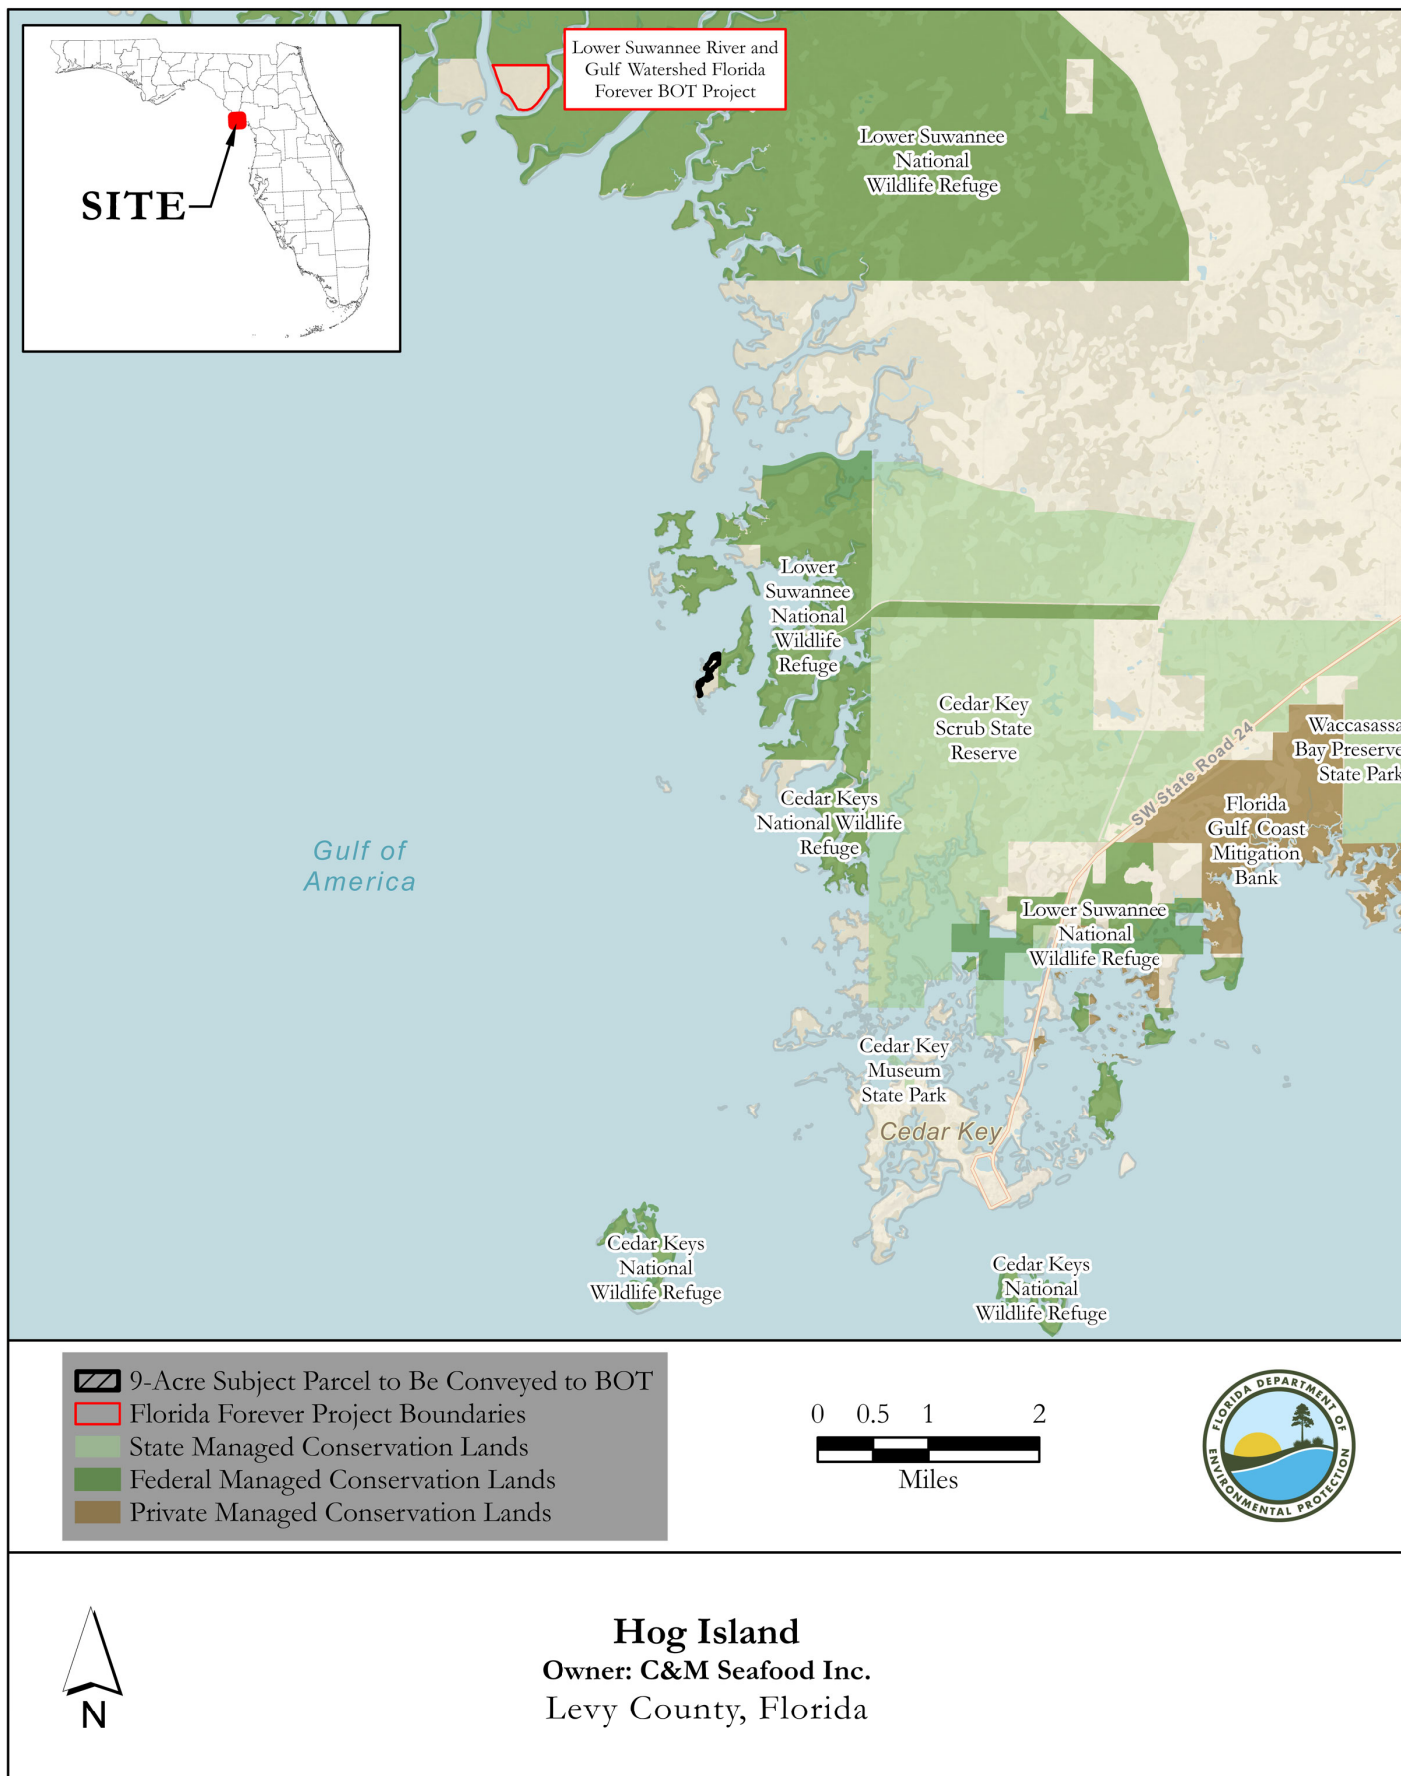 SITE
Lower Suwannee River and
Gulf Watershed Florida
Forever BOT Project
Lower Suwannee
National
Wildlife Refuge
Lower
Suwannee
National
Wildlife
Refuge
Cedar Key
Scrub State
Reserve
SW State Road 24
Waccasassa
Bay Preserve
State Park
Florida
Gulf Coast
Mitigation
Bank
Cedar Keys
National Wildlife
Refuge
Gulf of
America
Lower Suwannee
National
Wildlife Refuge
Cedar Key
Museum
State Park
Cedar Key
Cedar Keys
National
Wildlife Refuge
Cedar Keys
National
Wildlife Refuge
9-Acre Subject Parcel to Be Conveyed to BOT
Florida Forever Project Boundaries
State Managed Conservation Lands
Federal Managed Conservation Lands
Private Managed Conservation Lands
0 0.5 1 2
Miles
FLORIDA DEPARTMENT OF
ENVIRONMENTAL PROTECTION
N
Hog Island
Owner: C&M Seafood Inc.
Levy County, Florida